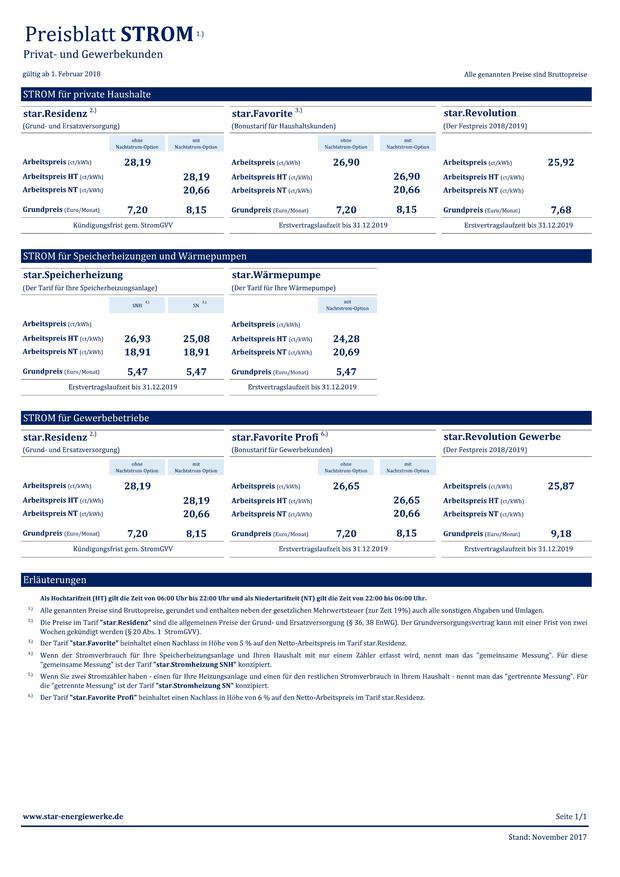 Preisblatt STROM 1.)
Privat- und Gewerbekunden
gültig ab 1. Februar 2018 Alle genannten Preise sind Bruttopreise
STROM für private Haushalte
star.Residenz 2.) star.Favorite 3.) star.Revolution
(Grund- und Ersatzversorgung) (Bonustarif für Haushaltskunden) (Der Festpreis 2018/2019)
ohne mit ohne mit
Nachtstrom-Option Nachtstrom-Option Nachtstrom-Option Nachtstrom-Option
Arbeitspreis (ct/kWh) 28,19 Arbeitspreis (ct/kWh) 26,90 Arbeitspreis (ct/kWh) 25,92
Arbeitspreis HT (ct/kWh) 28,19 Arbeitspreis HT (ct/kWh) 26,90
Arbeitspreis NT (ct/kWh) 20,66 Arbeitspreis NT (ct/kWh) 20,66
Grundpreis (Euro/Monat) 7,20 8,15 Grundpreis (Euro/Monat) 7,20 8,15 Grundpreis (Euro/Monat) 7,68
Kündigungsfrist gem. StromGVV Erstvertragslaufzeit bis 31.12.2019 Erstvertragslaufzeit bis 31.12.2019
STROM für Speicherheizungen und Wärmepumpen
star.Speicherheizung star.Wärmepumpe
(Der Tarif für Ihre Speicherheizungsanlage) (Der Tarif für Ihre Wärmepumpe)
SNH 4.) SN 5.) mit
Nachtstrom-Option
Arbeitspreis (ct/kWh) Arbeitspreis (ct/kWh)
Arbeitspreis HT (ct/kWh) 26,93 25,08 Arbeitspreis HT (ct/kWh) 24,28
Arbeitspreis NT (ct/kWh) 18,91 18,91 Arbeitspreis NT (ct/kWh) 20,69
Grundpreis (Euro/Monat) 5,47 5,47 Grundpreis (Euro/Monat) 5,47
Erstvertragslaufzeit bis 31.12.2019 Erstvertragslaufzeit bis 31.12.2019
STROM für Gewerbebetriebe
star.Residenz 2.) star.Favorite Profi 6.) star.Revolution Gewerbe
(Grund- und Ersatzversorgung) (Bonustarif für Gewerbekunden) (Der Festpreis 2018/2019)
ohne mit ohne mit
Nachtstrom-Option Nachtstrom-Option Nachtstrom-Option Nachtstrom-Option
Arbeitspreis (ct/kWh) 28,19 Arbeitspreis (ct/kWh) 26,65 Arbeitspreis (ct/kWh) 25,87
Arbeitspreis HT (ct/kWh) 28,19 Arbeitspreis HT (ct/kWh) 26,65
Arbeitspreis NT (ct/kWh) 20,66 Arbeitspreis NT (ct/kWh) 20,66
Grundpreis (Euro/Monat) 7,20 8,15 Grundpreis (Euro/Monat) 7,20 8,15 Grundpreis (Euro/Monat) 9,18
Kündigungsfrist gem. StromGVV Erstvertragslaufzeit bis 31.12.2019 Erstvertragslaufzeit bis 31.12.2019
Erläuterungen
Als Hochtarifzeit (HT) gilt die Zeit von 06:00 Uhr bis 22:00 Uhr und als Niedertarifzeit (NT) gilt die Zeit von 22:00 bis 06:00 Uhr.
1.) Alle genannten Preise sind Bruttopreise, gerundet und enthalten neben der gesetzlichen Mehrwertsteuer (zur Zeit 19%) auch alle sonstigen Abgaben und Umlagen.
2.) Die Preise im Tarif "star.Residenz" sind die allgemeinen Preise der Grund- und Ersatzversorgung (§ 36, 38 EnWG). Der Grundversorgungsvertrag kann mit einer Frist von zwei
Wochen gekündigt werden (§ 20 Abs. 1 StromGVV).
3.) Der Tarif "star.Favorite" beinhaltet einen Nachlass in Höhe von 5 % auf den Netto-Arbeitspreis im Tarif star.Residenz.
4.) Wenn der Stromverbrauch für Ihre Speicherheizungsanlage und Ihren Haushalt mit nur einem Zähler erfasst wird, nennt man das "gemeinsame Messung". Für diese
"gemeinsame Messung" ist der Tarif "star.Stromheizung SNH" konzipiert.
5.) Wenn Sie zwei Stromzähler haben - einen für Ihre Heizungsanlage und einen für den restlichen Stromverbrauch in Ihrem Haushalt - nennt man das "gertrennte Messung". Für
die "getrennte Messung" ist der Tarif "star.Stromheizung SN" konzipiert.
6.) Der Tarif "star.Favorite Profi" beinhaltet einen Nachlass in Höhe von 6 % auf den Netto-Arbeitspreis im Tarif star.Residenz.
www.star-energiewerke.de Seite 1/1
Stand: November 2017